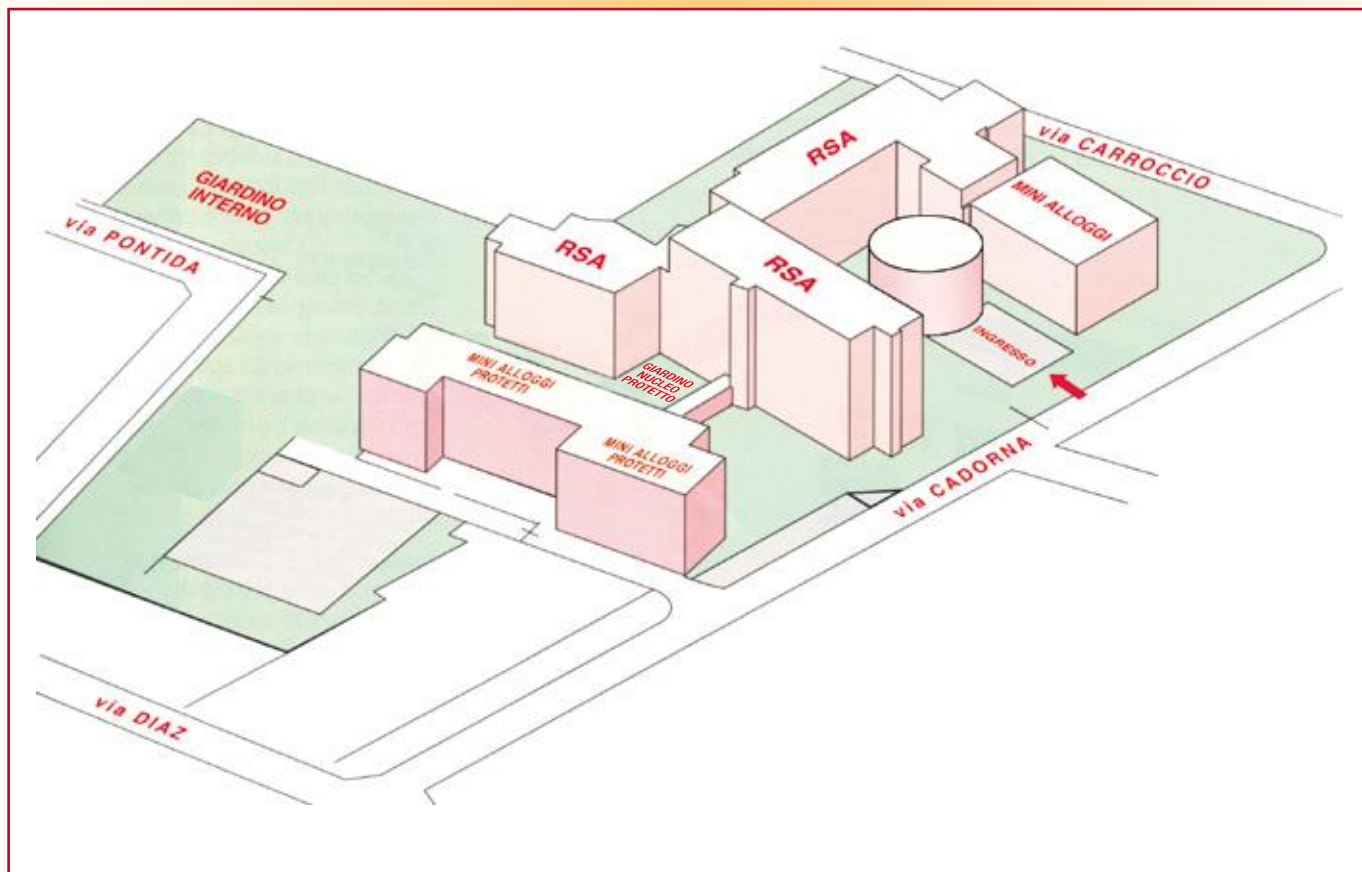 via CARROCCIO
RSA
MINI ALLOGGI
GIARDINO
INTERNO
via PONTIDA
RSA
RSA
INGRESSO
MINI ALLOGGI
PROTETTI
GIARDINO
NUCLEO
PROTETTO
MINI ALLOGGI
PROTETTI
via CADORNA
via DIAZ